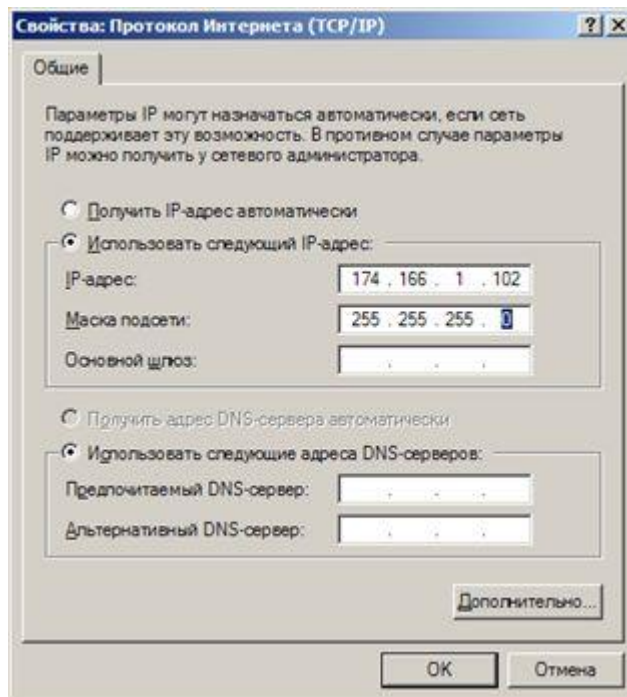 Свойства: Протокол Интернета (TCP/IP)
Общие
Параметры IP могут назначаться автоматически, если сеть
поддерживает эту возможность. В противном случае параметры
IP можно получить у сетевого администратора.
Получить IP-адрес автоматически
Использовать следующий IP-адрес:
IP-адрес: 174 . 166 . 1 . 102
Маска подсети: 255 . 255 . 255 . 0
Основной шлюз: . . .
Получить адрес DNS-сервера автоматически
Использовать следующие адреса DNS-серверов:
Предпочитаемый DNS-сервер: . . .
Альтернативный DNS-сервер: . . .
Дополнительно...
OK Отмена